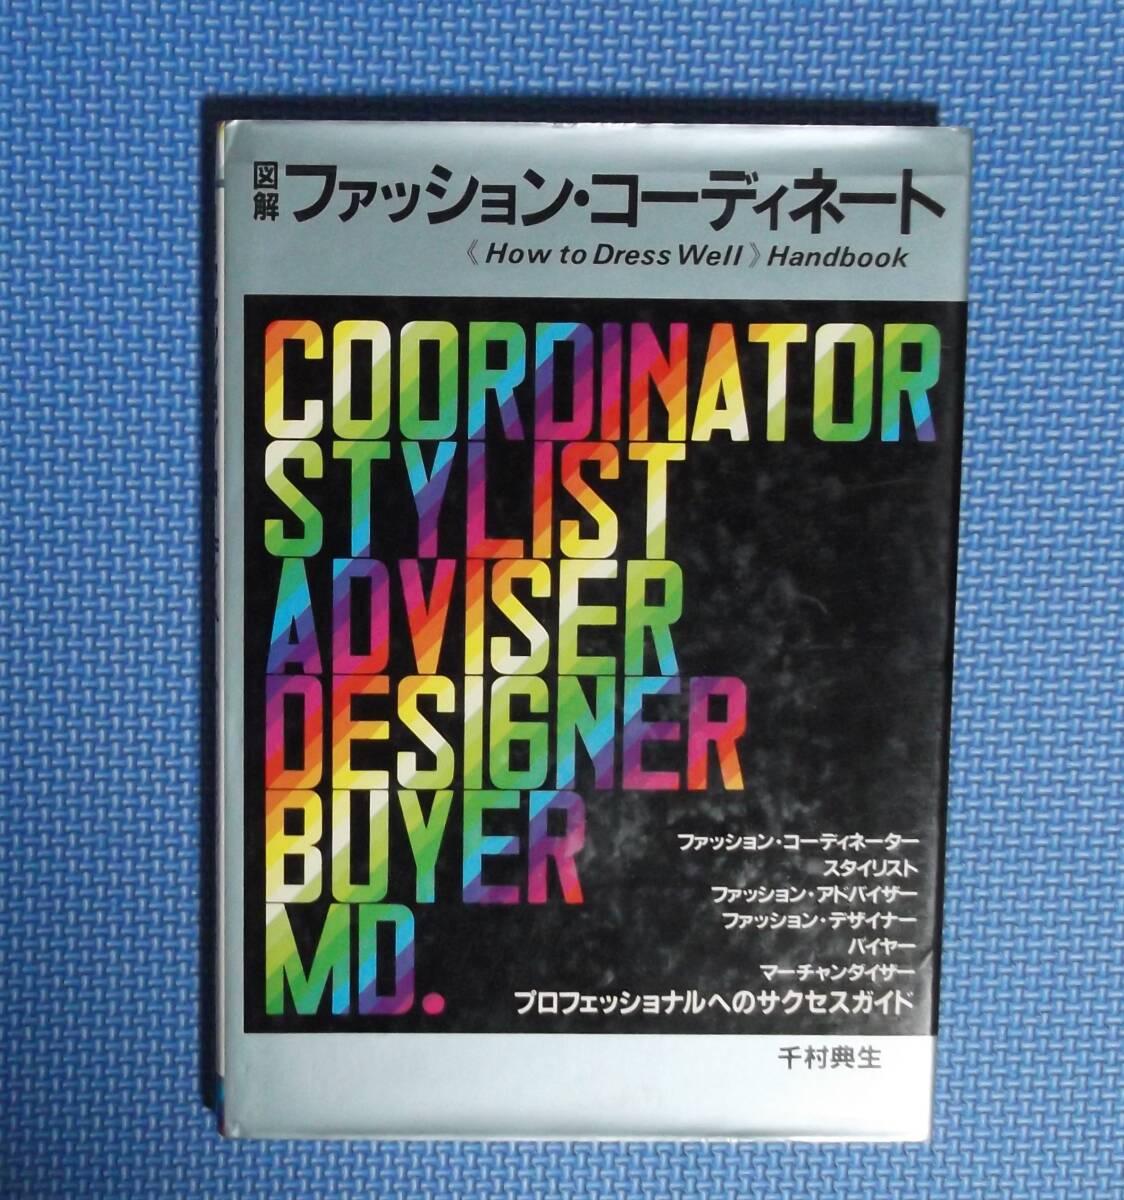 図解 ファッション・コーディネート
《How to Dress Well》Handbook
COORDINATOR
STYLIST
ADVISER
DESIGNER
BUYER
MD.
ファッション・コーディネーター
スタイリスト
ファッション・アドバイザー
ファッション・デザイナー
バイヤー
マーチャンダイザー
プロフェッショナルへのサクセスガイド
千村典生